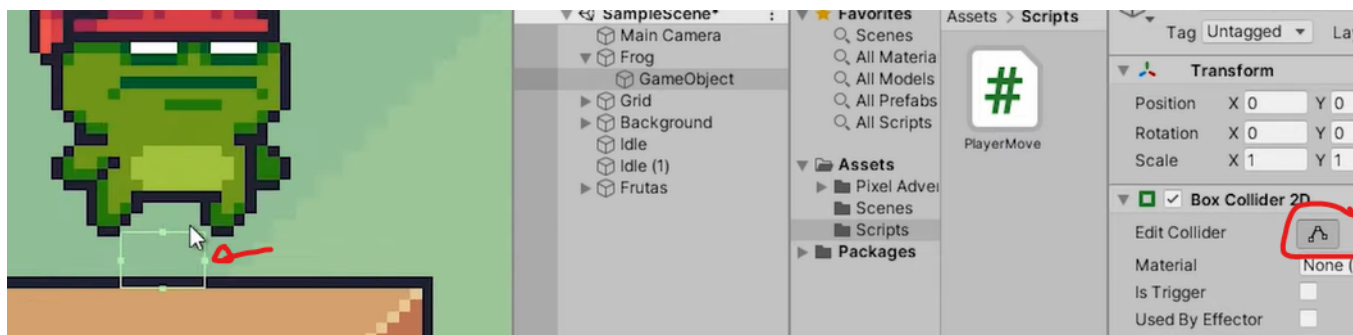 SampleScene*
Main Camera
Frog
GameObject
Grid
Background
Idle
Idle (1)
Frutas
Favorites
Scenes
All Materia
All Models
All Prefabs
All Scripts
Assets
Pixel Adver
Scenes
Scripts
Packages
Assets > Scripts
#
PlayerMove
Tag Untagged La
Transform
Position X 0 Y 0
Rotation X 0 Y 0
Scale X 1 Y 1
Box Collider 2D
Edit Collider
Material None (
Is Trigger
Used By Effector